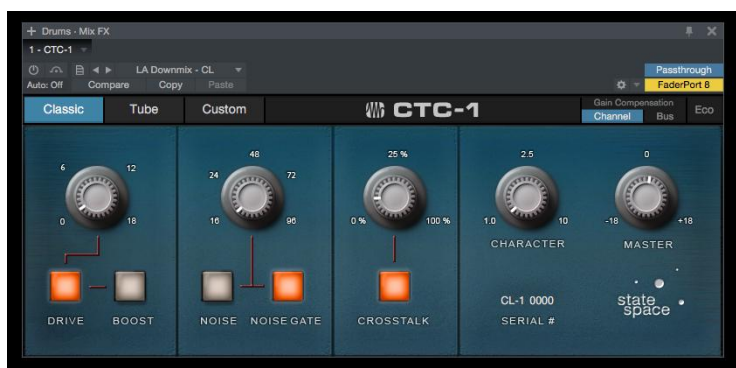 Drums - Mix FX
1 - CTC-1
LA Downmix - CL
Passthrough
Auto: Off Compare Copy Paste
FaderPort 8
Classic Tube Custom
CTC-1
Gain Compensation
Channel Bus
Eco
6 12
0 18
DRIVE BOOST
48
24 72
16 96
NOISE NOISE GATE
25 %
0 % 100 %
CROSSTALK
2.5
1.0 10
CHARACTER
0
-18 +18
MASTER
CL-1 0000
SERIAL #
state
space